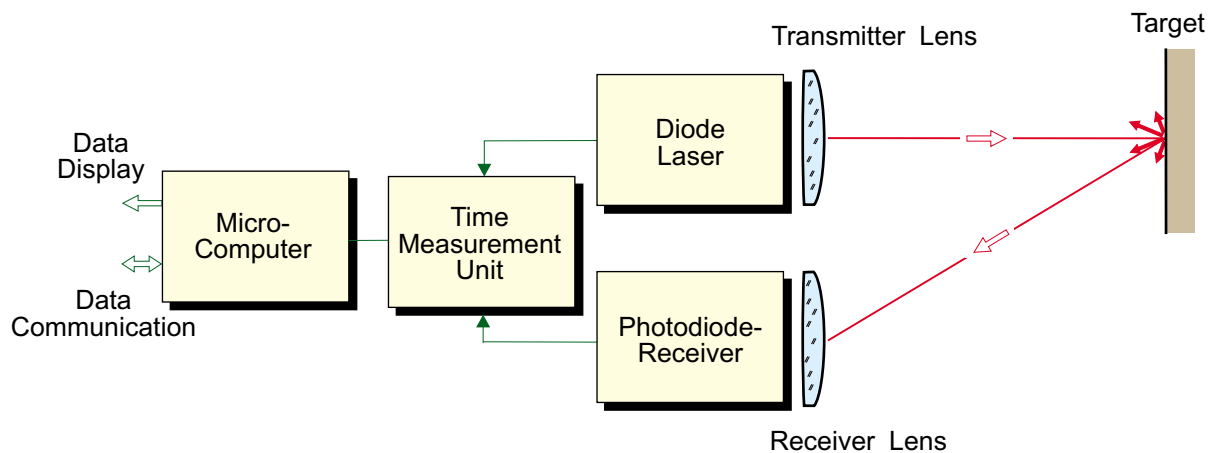 Transmitter Lens
Target
Diode
Laser
Data
Display
Micro-
Computer
Time
Measurement
Unit
Data
Communication
Photodiode-
Receiver
Receiver Lens